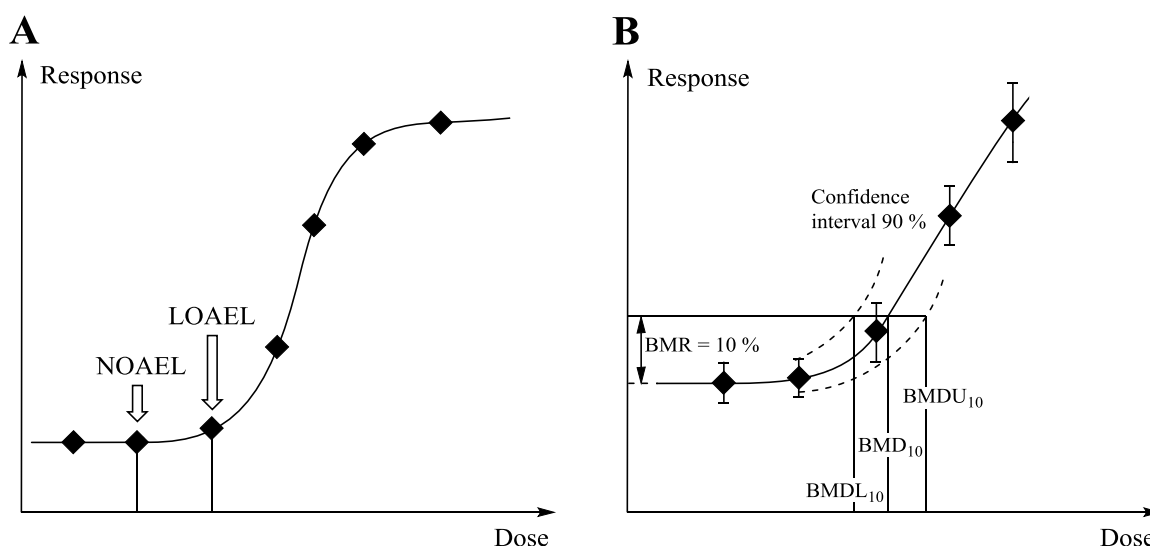 A
Response
LOAEL
NOAEL
Dose
B
Response
Confidence
interval 90 %
BMR = 10 %
BMDU10
BMD10
BMDL10
Dose